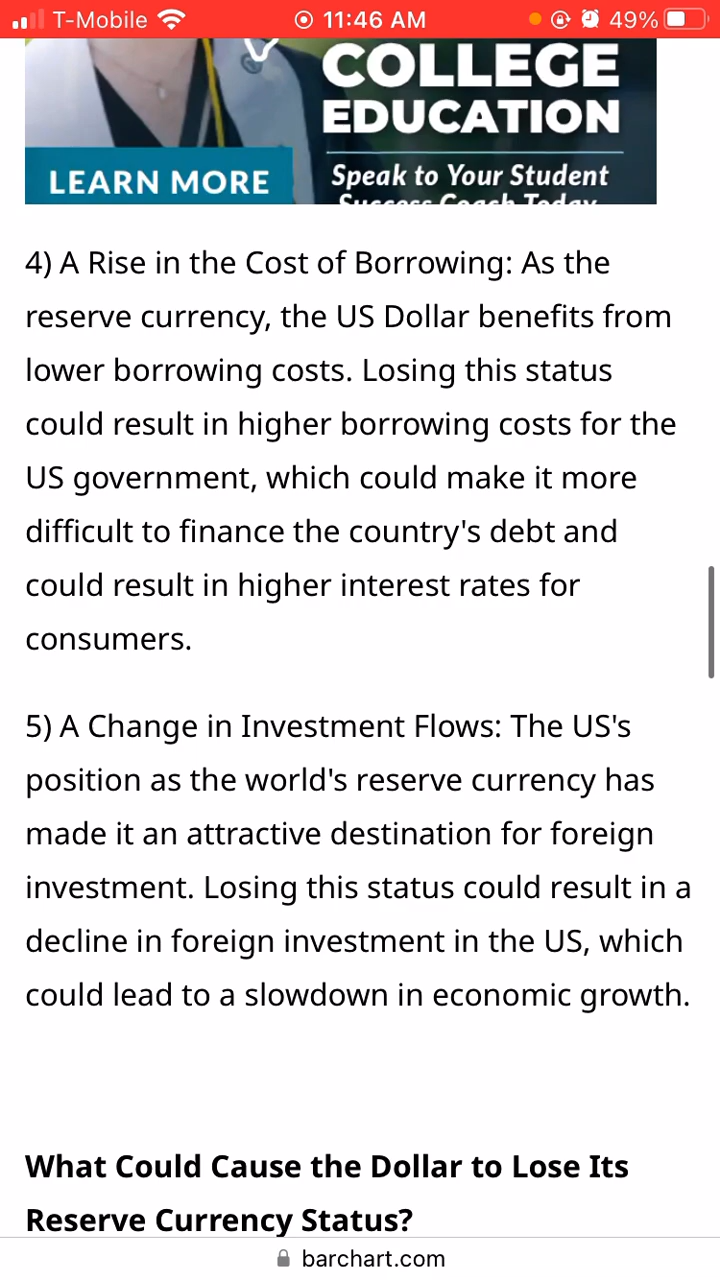 T-Mobile 11:46 AM 49%
COLLEGE
EDUCATION
LEARN MORE
Speak to Your Student
Success Coach Today
4) A Rise in the Cost of Borrowing: As the
reserve currency, the US Dollar benefits from
lower borrowing costs. Losing this status
could result in higher borrowing costs for the
US government, which could make it more
difficult to finance the country's debt and
could result in higher interest rates for
consumers.
5) A Change in Investment Flows: The US's
position as the world's reserve currency has
made it an attractive destination for foreign
investment. Losing this status could result in a
decline in foreign investment in the US, which
could lead to a slowdown in economic growth.
What Could Cause the Dollar to Lose Its
Reserve Currency Status?
barchart.com